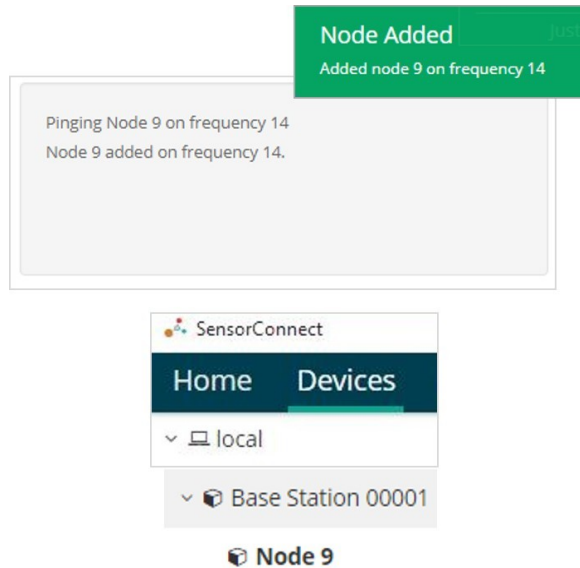 Node Added
Added node 9 on frequency 14
Pinging Node 9 on frequency 14
Node 9 added on frequency 14.
SensorConnect
Home Devices
local
Base Station 00001
Node 9